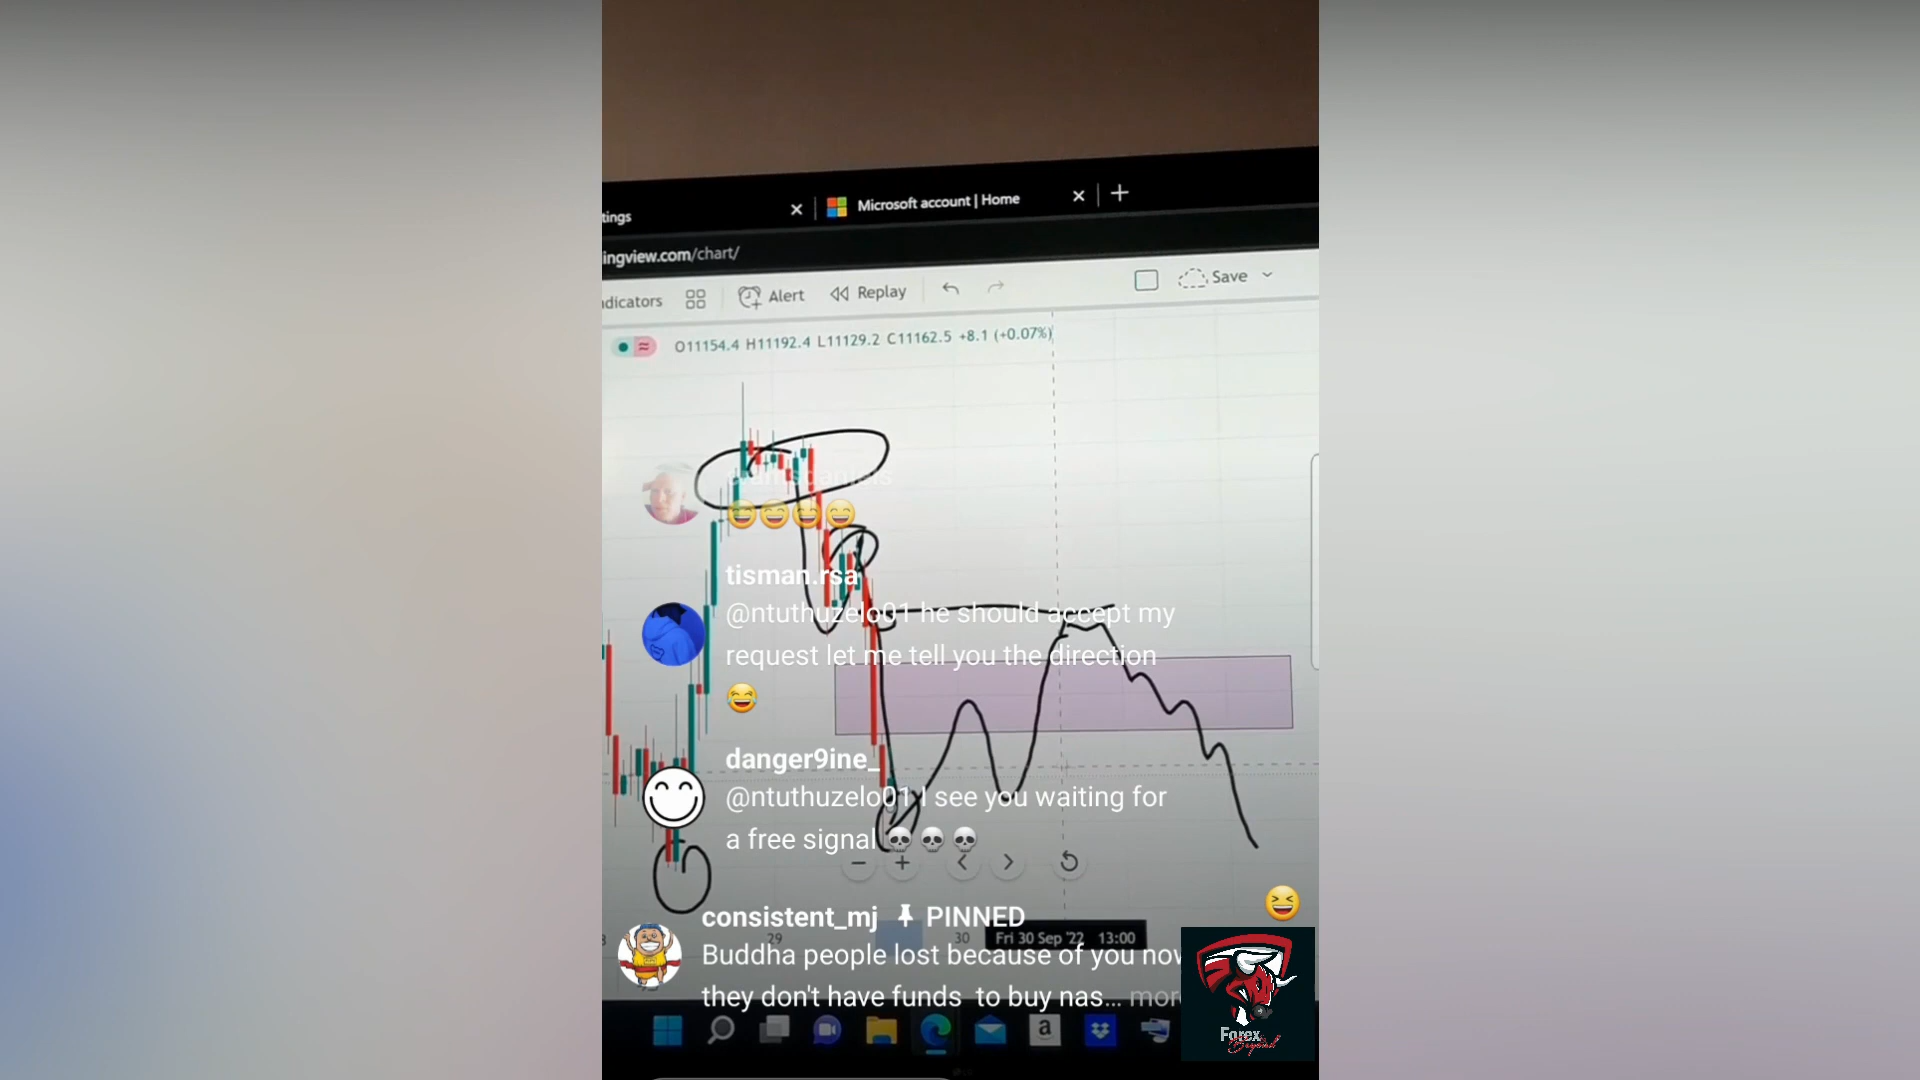 tings
Microsoft account | Home
ingview.com/chart/
dicators
Alert
Replay
Save
O11154.4 H11192.4 L11129.2 C11162.5 +8.1 (+0.07%)
tisman.rsa
@ntuthuzelo01 he should accept my
request let me tell you the direction
😂
danger9ine_
@ntuthuzelo01 I see you waiting for
a free signal 💀💀💀
consistent_mj PINNED
29
30
Fri 30 Sep '22 13:00
Buddha people lost because of you now
they don't have funds to buy nas... more
Forex
Beyond